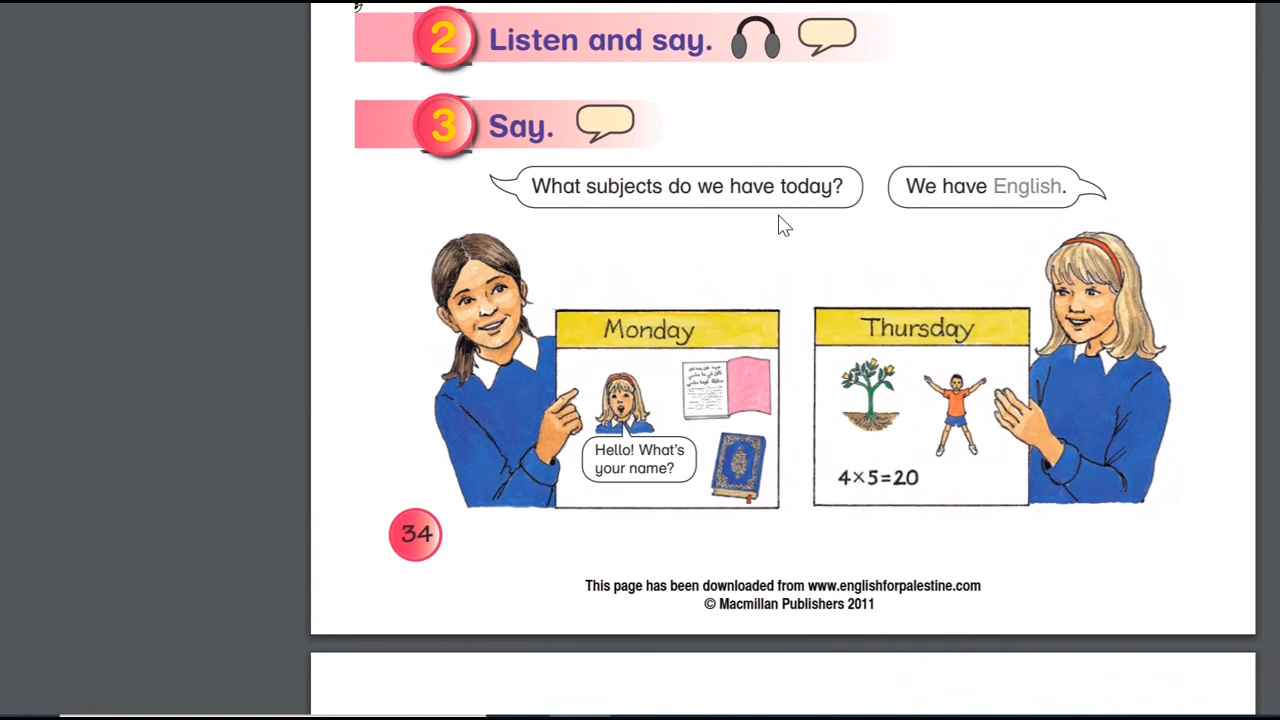 2 Listen and say.
3 Say.
What subjects do we have today? We have English.
Monday
Thursday
Hello! What's
your name?
4×5=20
34
This page has been downloaded from www.englishforpalestine.com
© Macmillan Publishers 2011